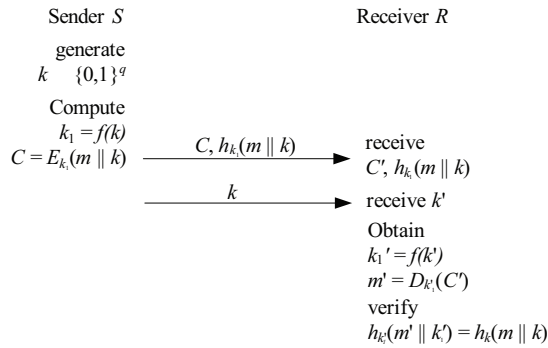 Sender S
Receiver R
generate
k {0,1}^q
Compute
k₁ = f(k)
C = E_{k₁}(m || k)
C, h_{k₁}(m || k)
receive
C', h_{k₁}(m || k)
k
receive k'
Obtain
k₁' = f(k')
m' = D_{k'₁}(C')
verify
h_{k'₁}(m' || k'₁) = h_k(m || k)